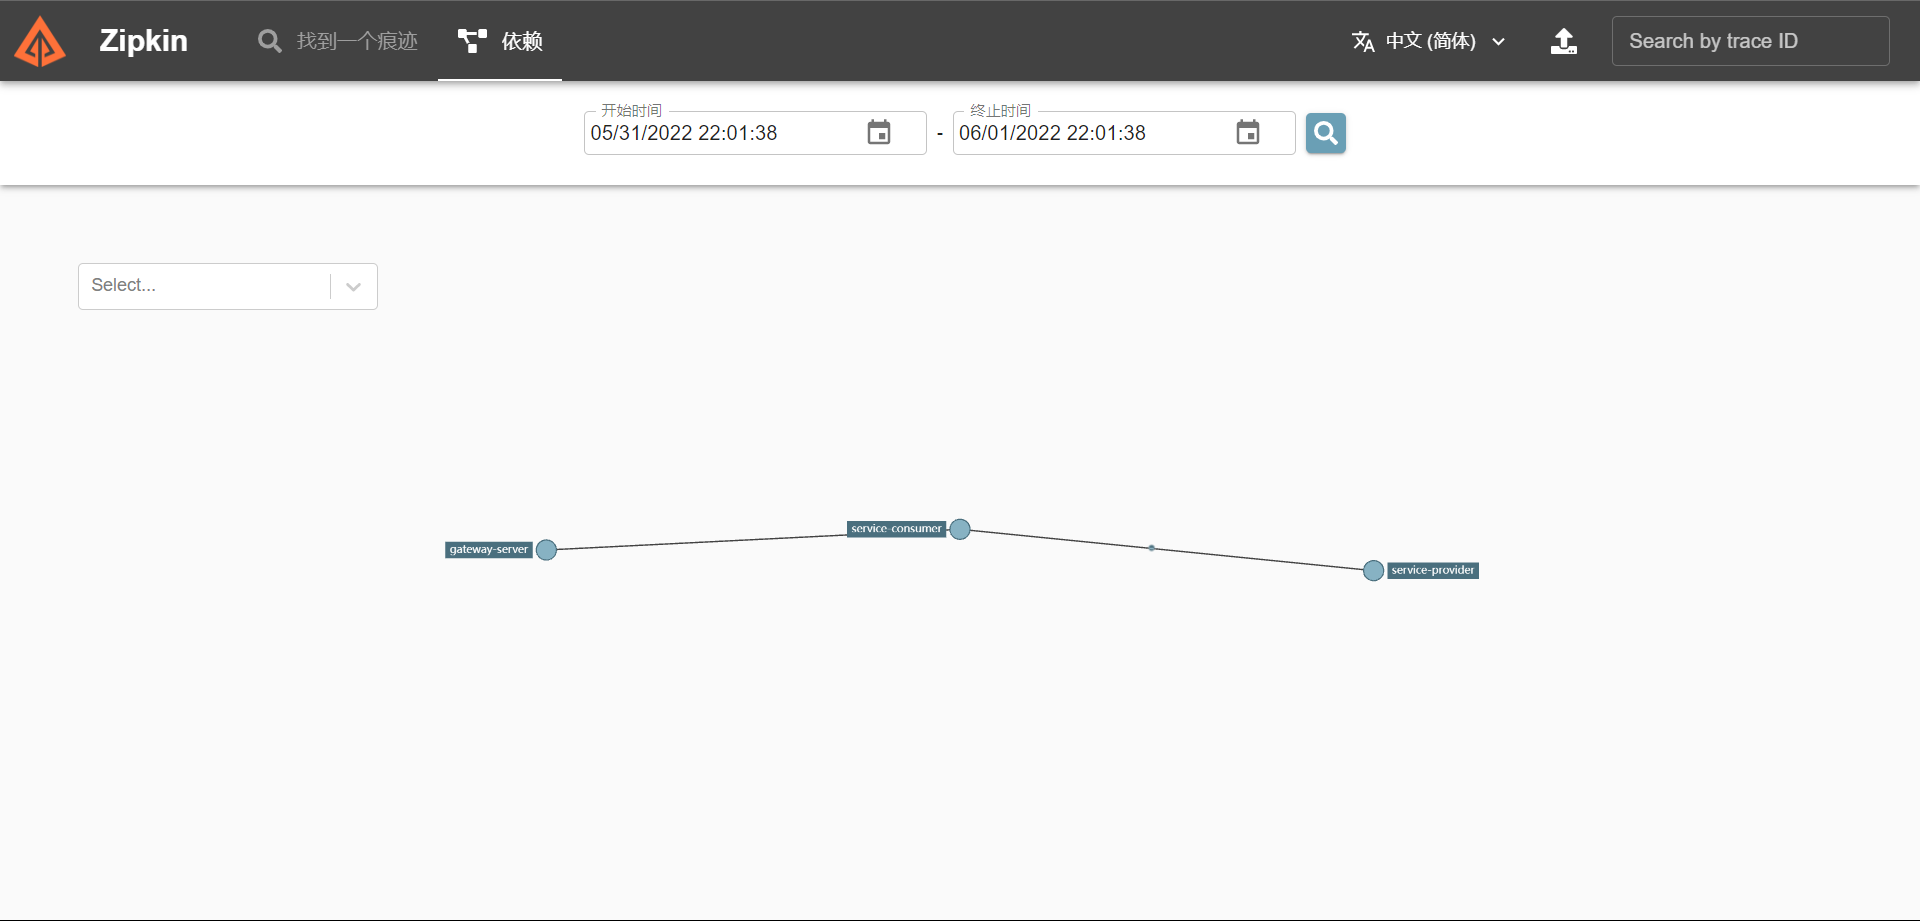 Zipkin
找到一个痕迹
依赖
中文 (简体)
Search by trace ID
开始时间
05/31/2022 22:01:38
-
终止时间
06/01/2022 22:01:38
Select...
service-consumer
gateway-server
service-provider